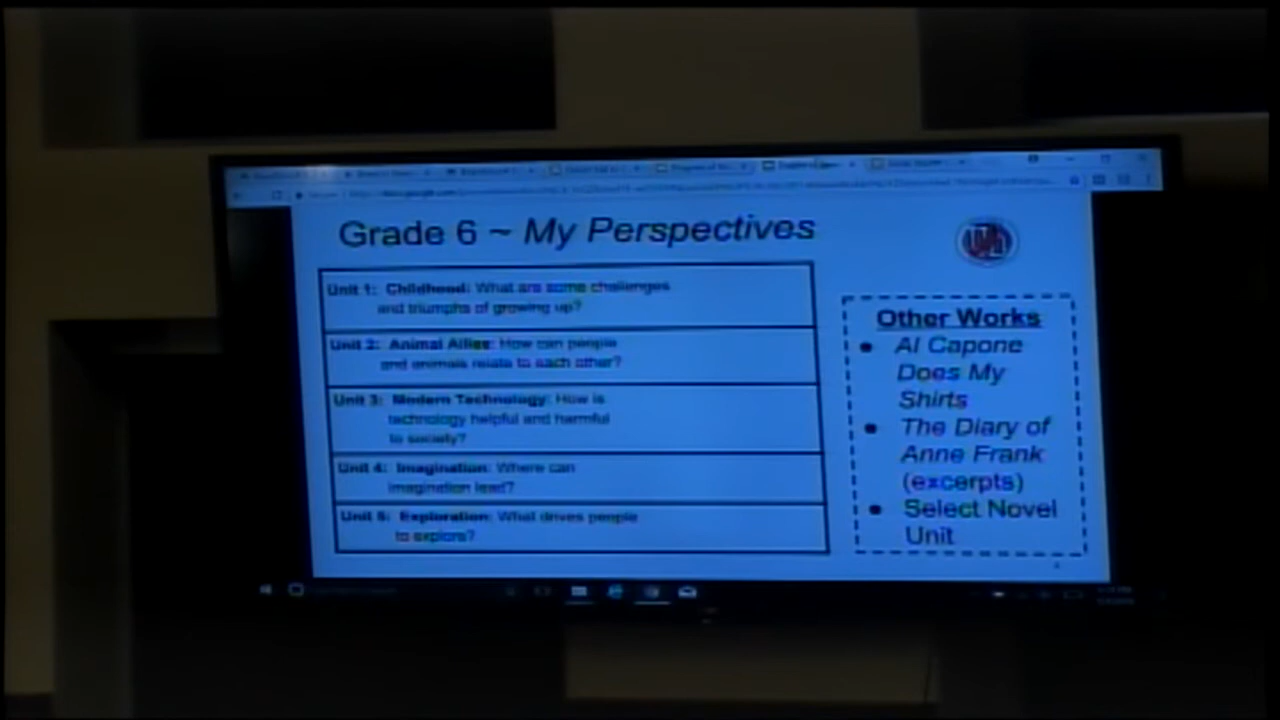 Grade 6 ~ My Perspectives
Unit 1: Childhood: What are some challenges
and triumphs of growing up?
Unit 2: Animal Allies: How can people
and animals relate to each other?
Unit 3: Modern Technology: How is
technology helpful and harmful
to society?
Unit 4: Imagination: Where can
imagination lead?
Unit 5: Exploration: What drives people
to explore?
Other Works
• Al Capone
Does My
Shirts
• The Diary of
Anne Frank
(excerpts)
• Select Novel
Unit